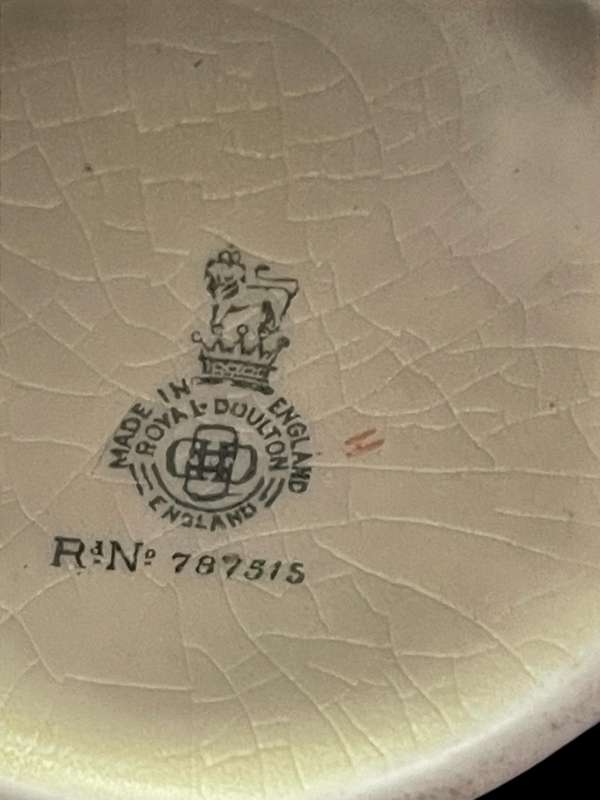 MADE IN ENGLAND
ROYAL·DOULTON
ENGLAND
Rᵈ Nº 787515